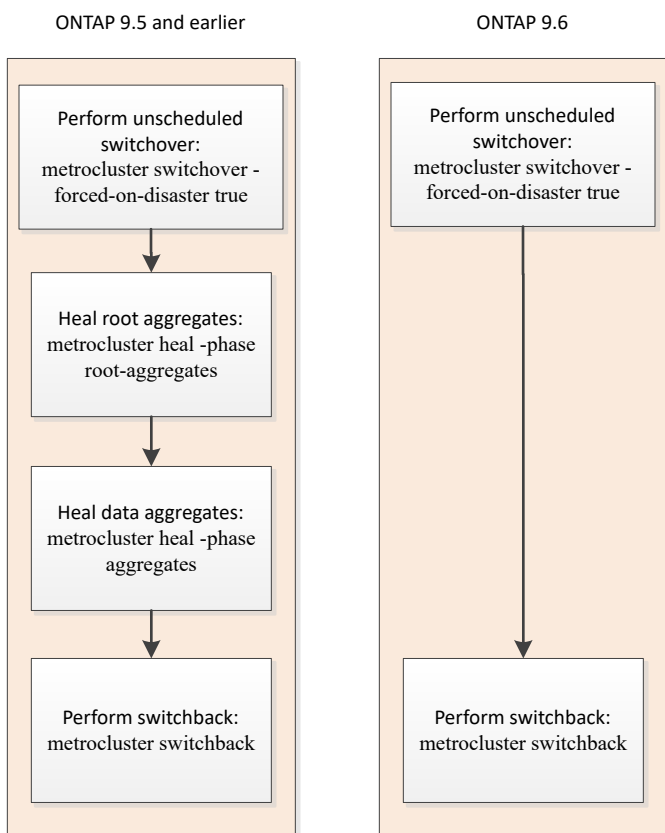 ONTAP 9.5 and earlier
Perform unscheduled
switchover:
metrocluster switchover -
forced-on-disaster true
Heal root aggregates:
metrocluster heal -phase
root-aggregates
Heal data aggregates:
metrocluster heal -phase
aggregates
Perform switchback:
metrocluster switchback
ONTAP 9.6
Perform unscheduled
switchover:
metrocluster switchover -
forced-on-disaster true
Perform switchback:
metrocluster switchback